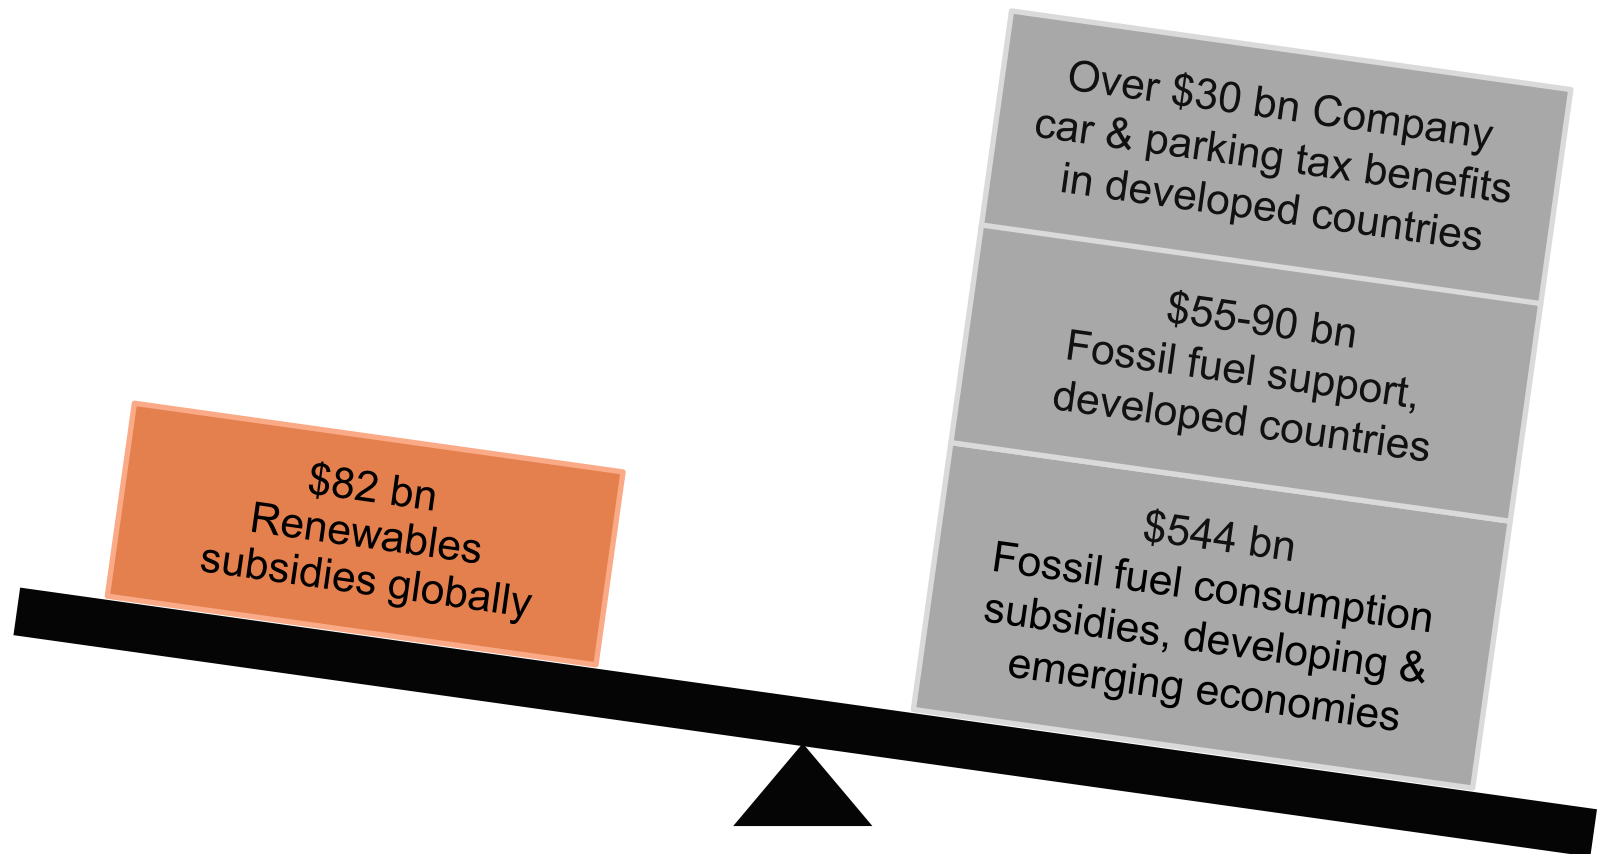 $82 bn
Renewables
subsidies globally
Over $30 bn Company
car & parking tax benefits
in developed countries
$55-90 bn
Fossil fuel support,
developed countries
$544 bn
Fossil fuel consumption
subsidies, developing &
emerging economies